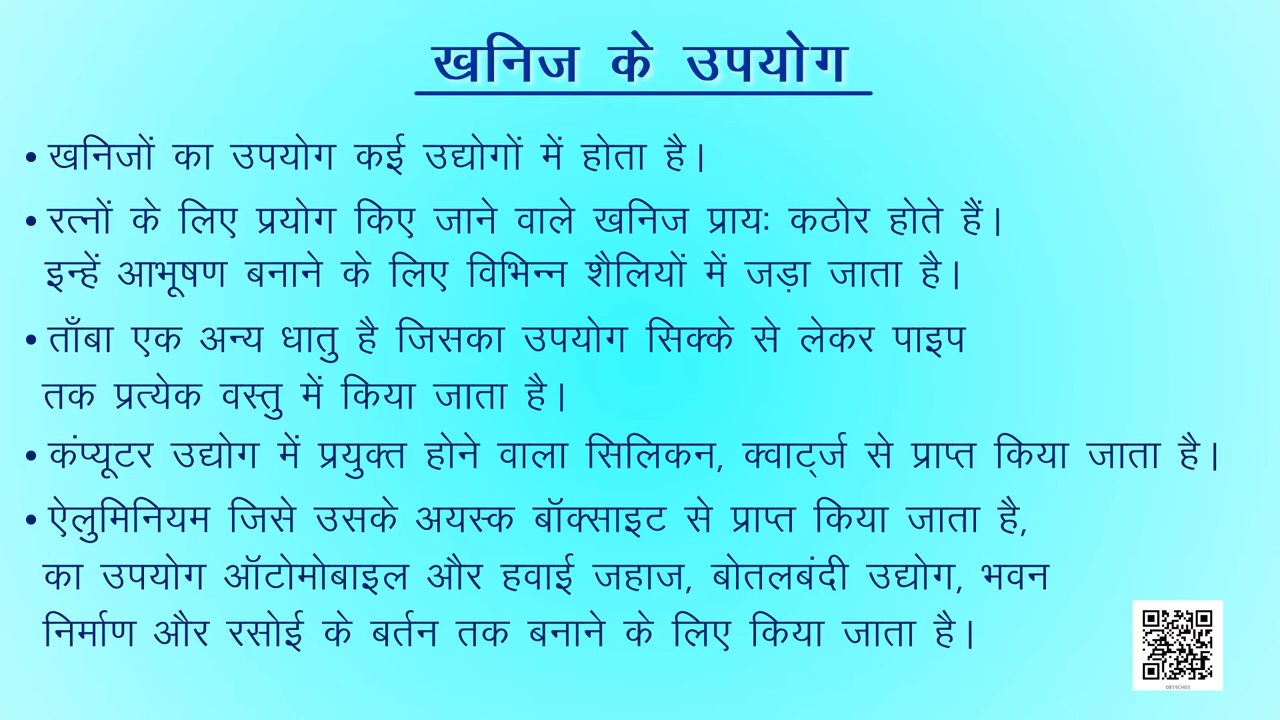 खनिज के उपयोग
• खनिजों का उपयोग कई उद्योगों में होता है।
• रत्नों के लिए प्रयोग किए जाने वाले खनिज प्रायः कठोर होते हैं।
इन्हें आभूषण बनाने के लिए विभिन्न शैलियों में जड़ा जाता है।
• ताँबा एक अन्य धातु है जिसका उपयोग सिक्के से लेकर पाइप
तक प्रत्येक वस्तु में किया जाता है।
• कंप्यूटर उद्योग में प्रयुक्त होने वाला सिलिकन, क्वाट्र्ज से प्राप्त किया जाता है।
• ऐलुमिनियम जिसे उसके अयस्क बॉक्साइट से प्राप्त किया जाता है,
का उपयोग ऑटोमोबाइल और हवाई जहाज, बोतलबंदी उद्योग, भवन
निर्माण और रसोई के बर्तन तक बनाने के लिए किया जाता है।
0819CH03